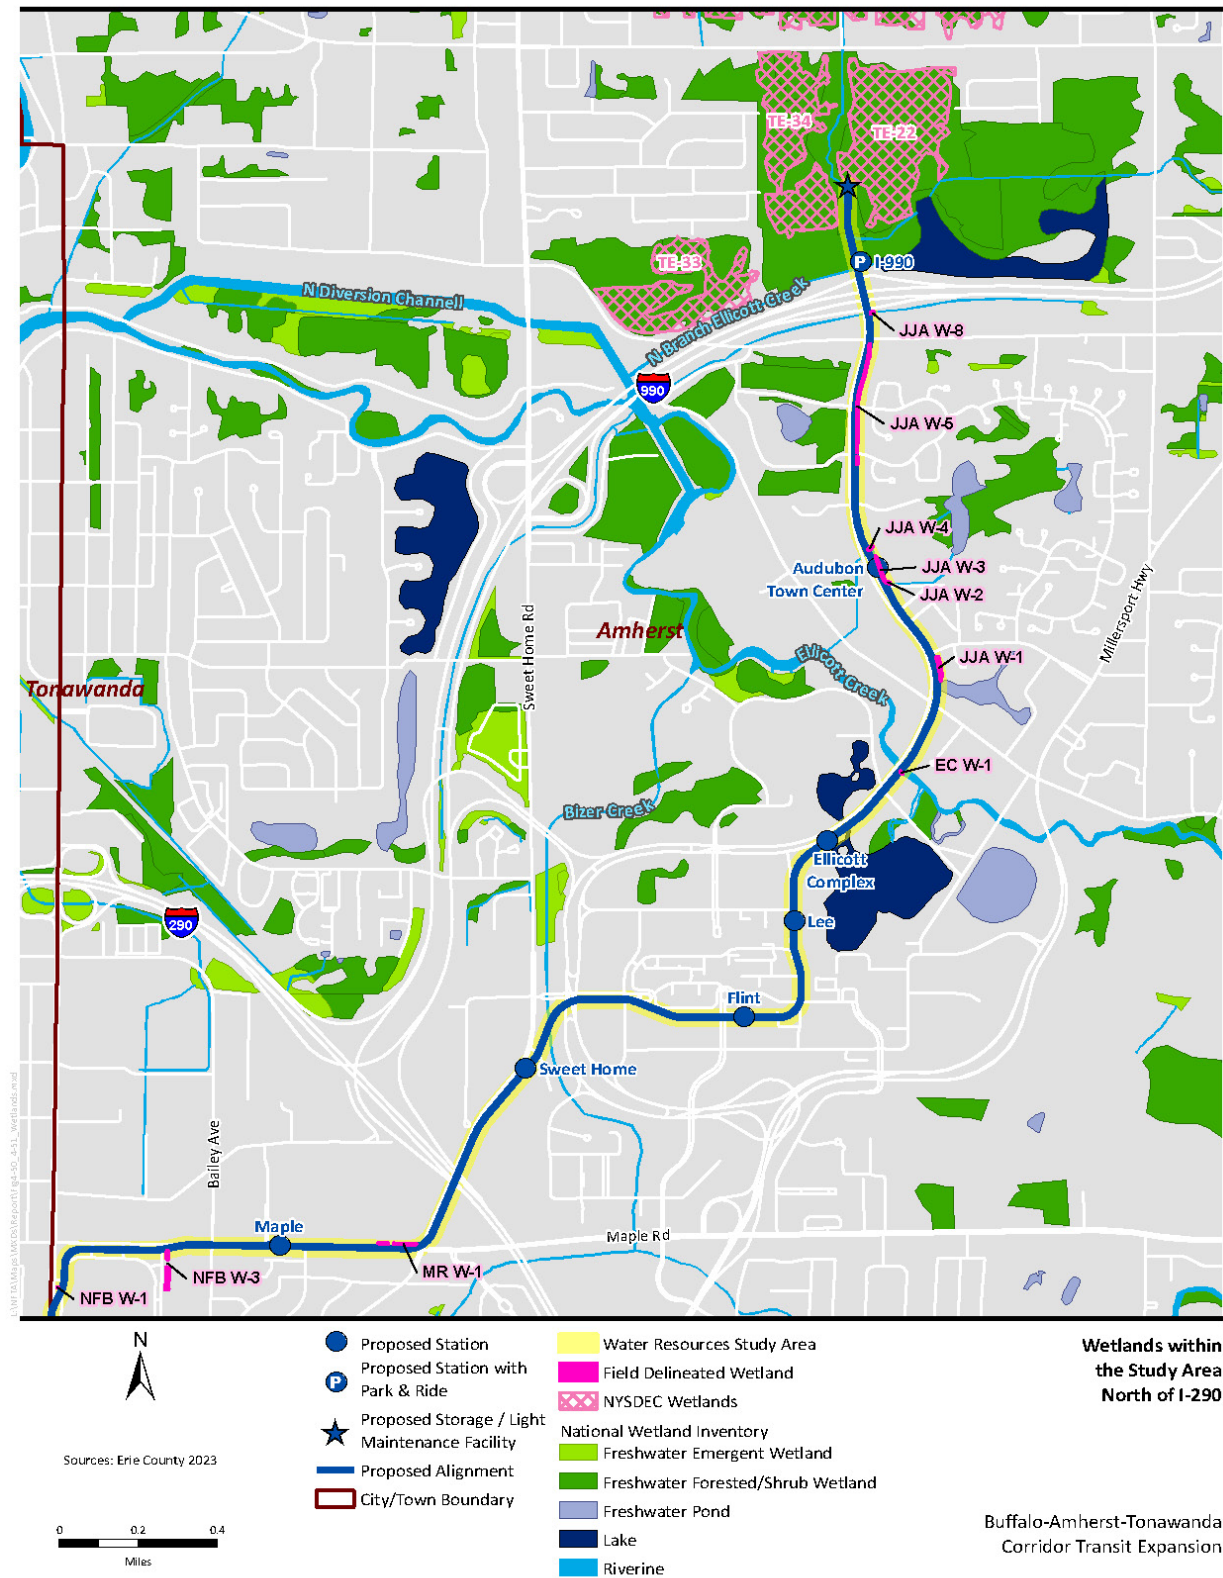 TE-34
TE-22
TE-33
I-990
P
N Diversion Channell
N Branch Ellicott Creek
990
JJA W-8
JJA W-5
JJA W-4
Audubon
Town Center
JJA W-3
JJA W-2
Millersport Hwy
Sweet Home Rd
Amherst
Ellicott Creek
JJA W-1
Tonawanda
EC W-1
Bizer Creek
Ellicott
Complex
290
Lee
Flint
Sweet Home
Bailey Ave
Maple
Maple Rd
MR W-1
NFB W-3
NFB W-1
N
Sources: Erie County 2023
0 0.2 0.4
Miles
Proposed Station
P
Proposed Station with
Park & Ride
Proposed Storage / Light
Maintenance Facility
Proposed Alignment
City/Town Boundary
Water Resources Study Area
Field Delineated Wetland
NYSDEC Wetlands
National Wetland Inventory
Freshwater Emergent Wetland
Freshwater Forested/Shrub Wetland
Freshwater Pond
Lake
Riverine
Wetlands within
the Study Area
North of I-290
Buffalo-Amherst-Tonawanda
Corridor Transit Expansion